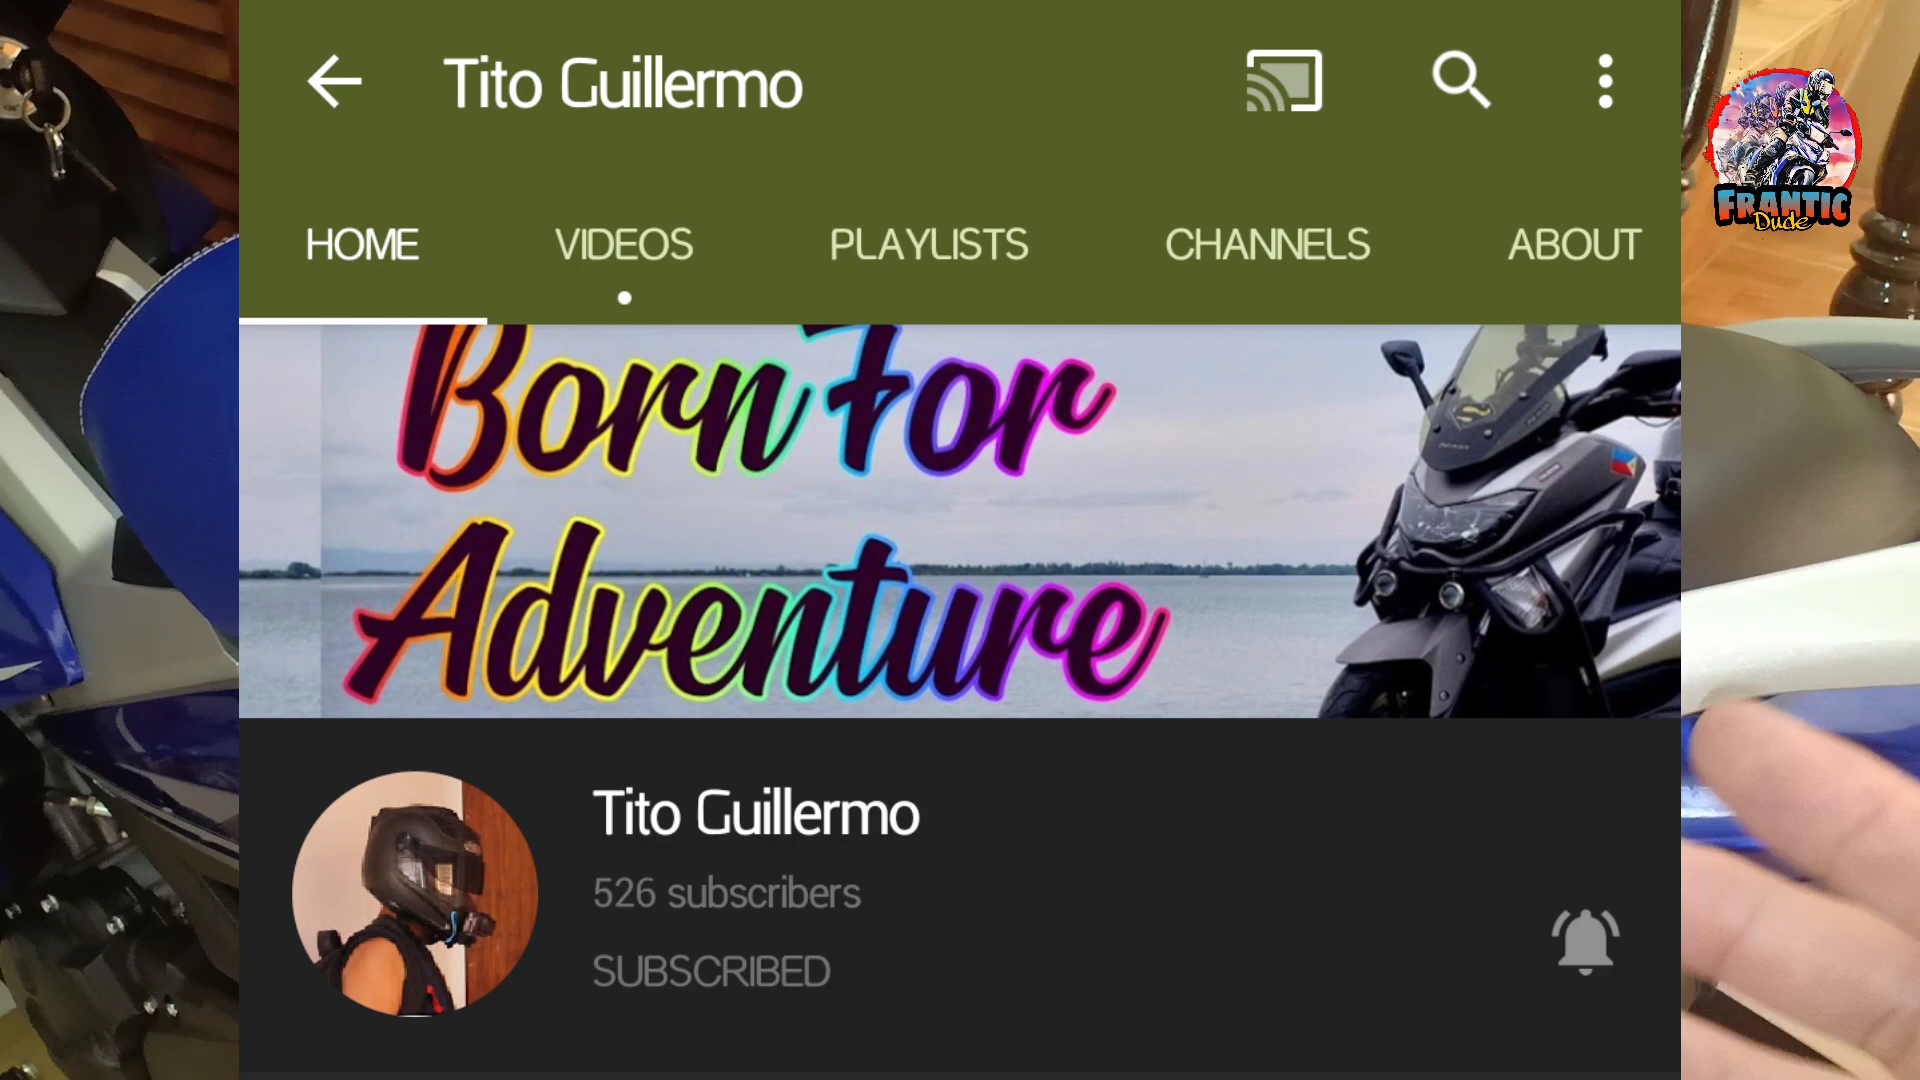 Tito Guillermo
HOME VIDEOS PLAYLISTS CHANNELS ABOUT
FRANTIC
Dude
Born For
Adventure
Tito Guillermo
526 subscribers
SUBSCRIBED